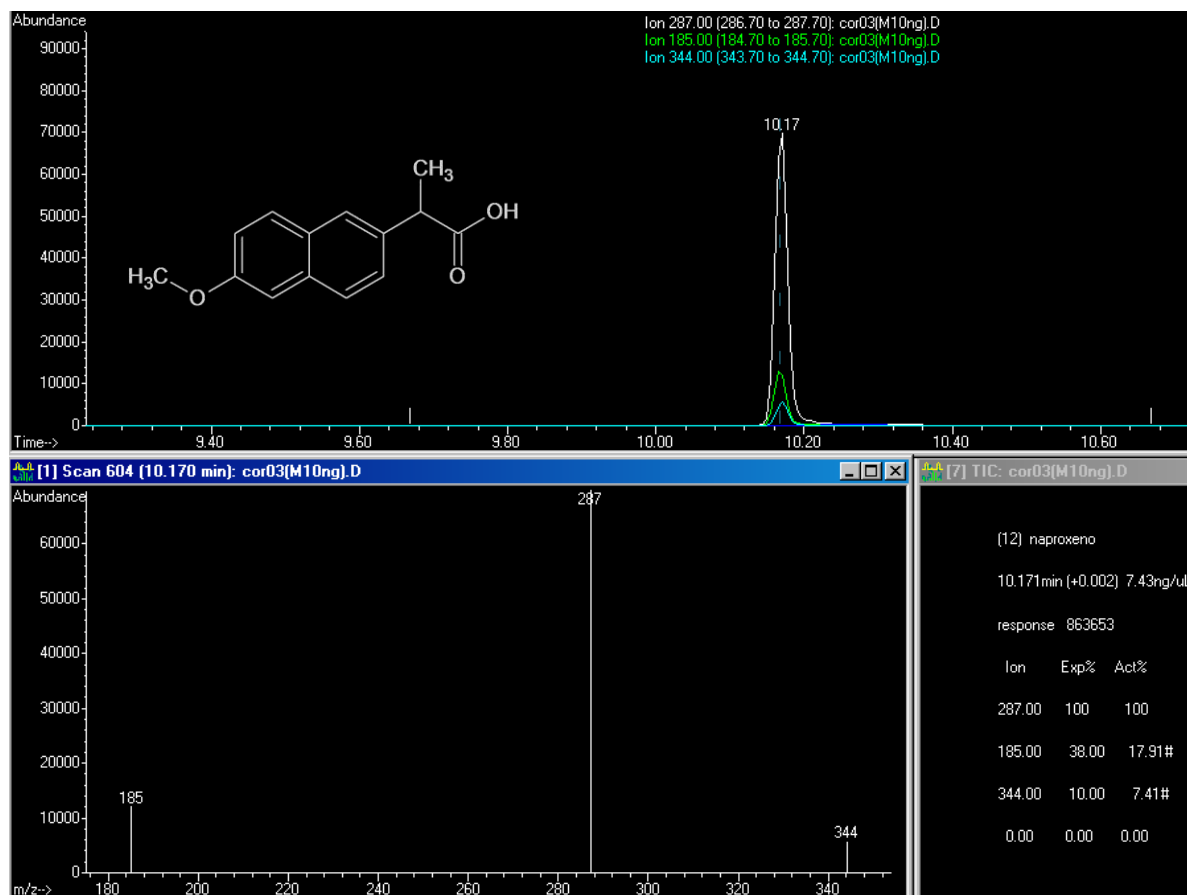 Abundance
Ion 287.00 (286.70 to 287.70): cor03(M10ng).D
Ion 185.00 (184.70 to 185.70): cor03(M10ng).D
Ion 344.00 (343.70 to 344.70): cor03(M10ng).D
90000
80000
70000
60000
50000
40000
30000
20000
10000
0
10.17
CH3
OH
O
H3C
O
Time-->
9.40
9.60
9.80
10.00
10.20
10.40
10.60
[1] Scan 604 (10.170 min): cor03(M10ng).D
Abundance
60000
50000
40000
30000
20000
10000
0
287
185
344
m/z-->
180
200
220
240
260
280
300
320
340
[7] TIC: cor03(M10ng).D
(12) naproxeno
10.171min (+0.002) 7.43ng/uL
response 863653
Ion Exp% Act%
287.00 100 100
185.00 38.00 17.91#
344.00 10.00 7.41#
0.00 0.00 0.00